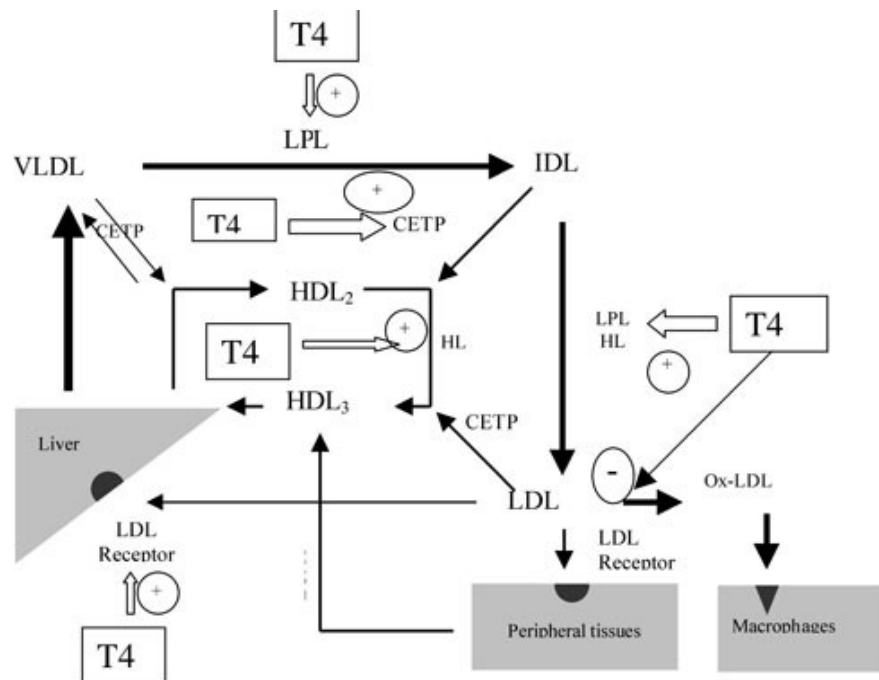 T4
+
LPL
VLDL
IDL
+
T4
CETP
CETP
HDL2
LPL
HL
T4
T4
+
HL
+
HDL3
CETP
Liver
-
Ox-LDL
LDL
LDL
Receptor
LDL
Receptor
+
Peripheral tissues
Macrophages
T4